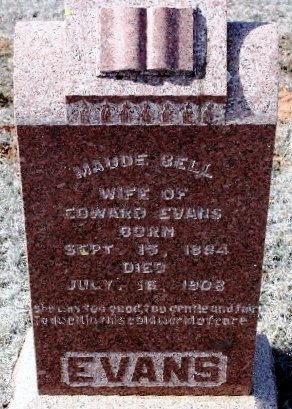 MAUDE BELL
WIFE OF
EDWARD EVANS
BORN
SEPT. 15, 1884
DIED
JULY. 16, 1908
She was too good, too gentle and fair
To dwell in this cold world of care
EVANS